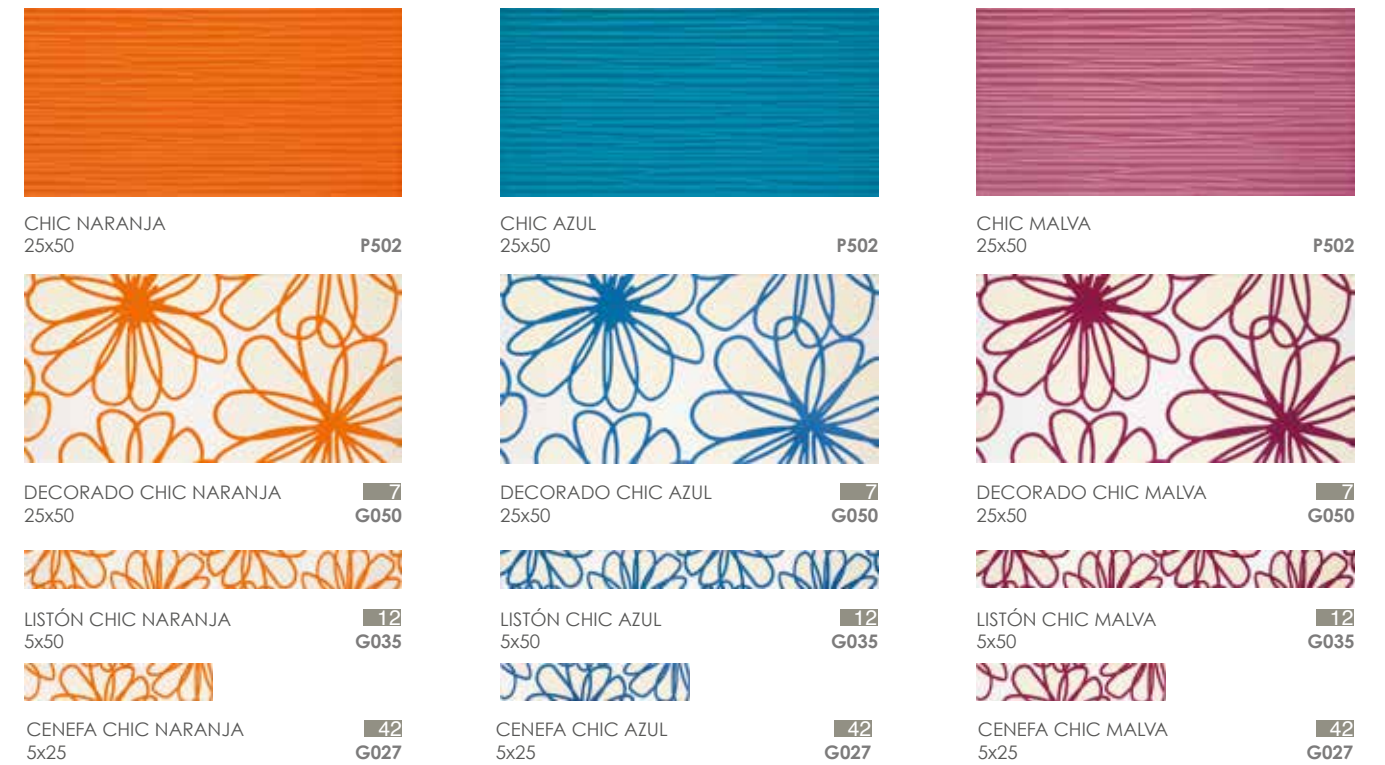 CHIC NARANJA
25x50 P502
CHIC AZUL
25x50 P502
CHIC MALVA
25x50 P502
DECORADO CHIC NARANJA 7
25x50 G050
DECORADO CHIC AZUL 7
25x50 G050
DECORADO CHIC MALVA 7
25x50 G050
LISTÓN CHIC NARANJA 12
5x50 G035
LISTÓN CHIC AZUL 12
5x50 G035
LISTÓN CHIC MALVA 12
5x50 G035
CENEFA CHIC NARANJA 42
5x25 G027
CENEFA CHIC AZUL 42
5x25 G027
CENEFA CHIC MALVA 42
5x25 G027